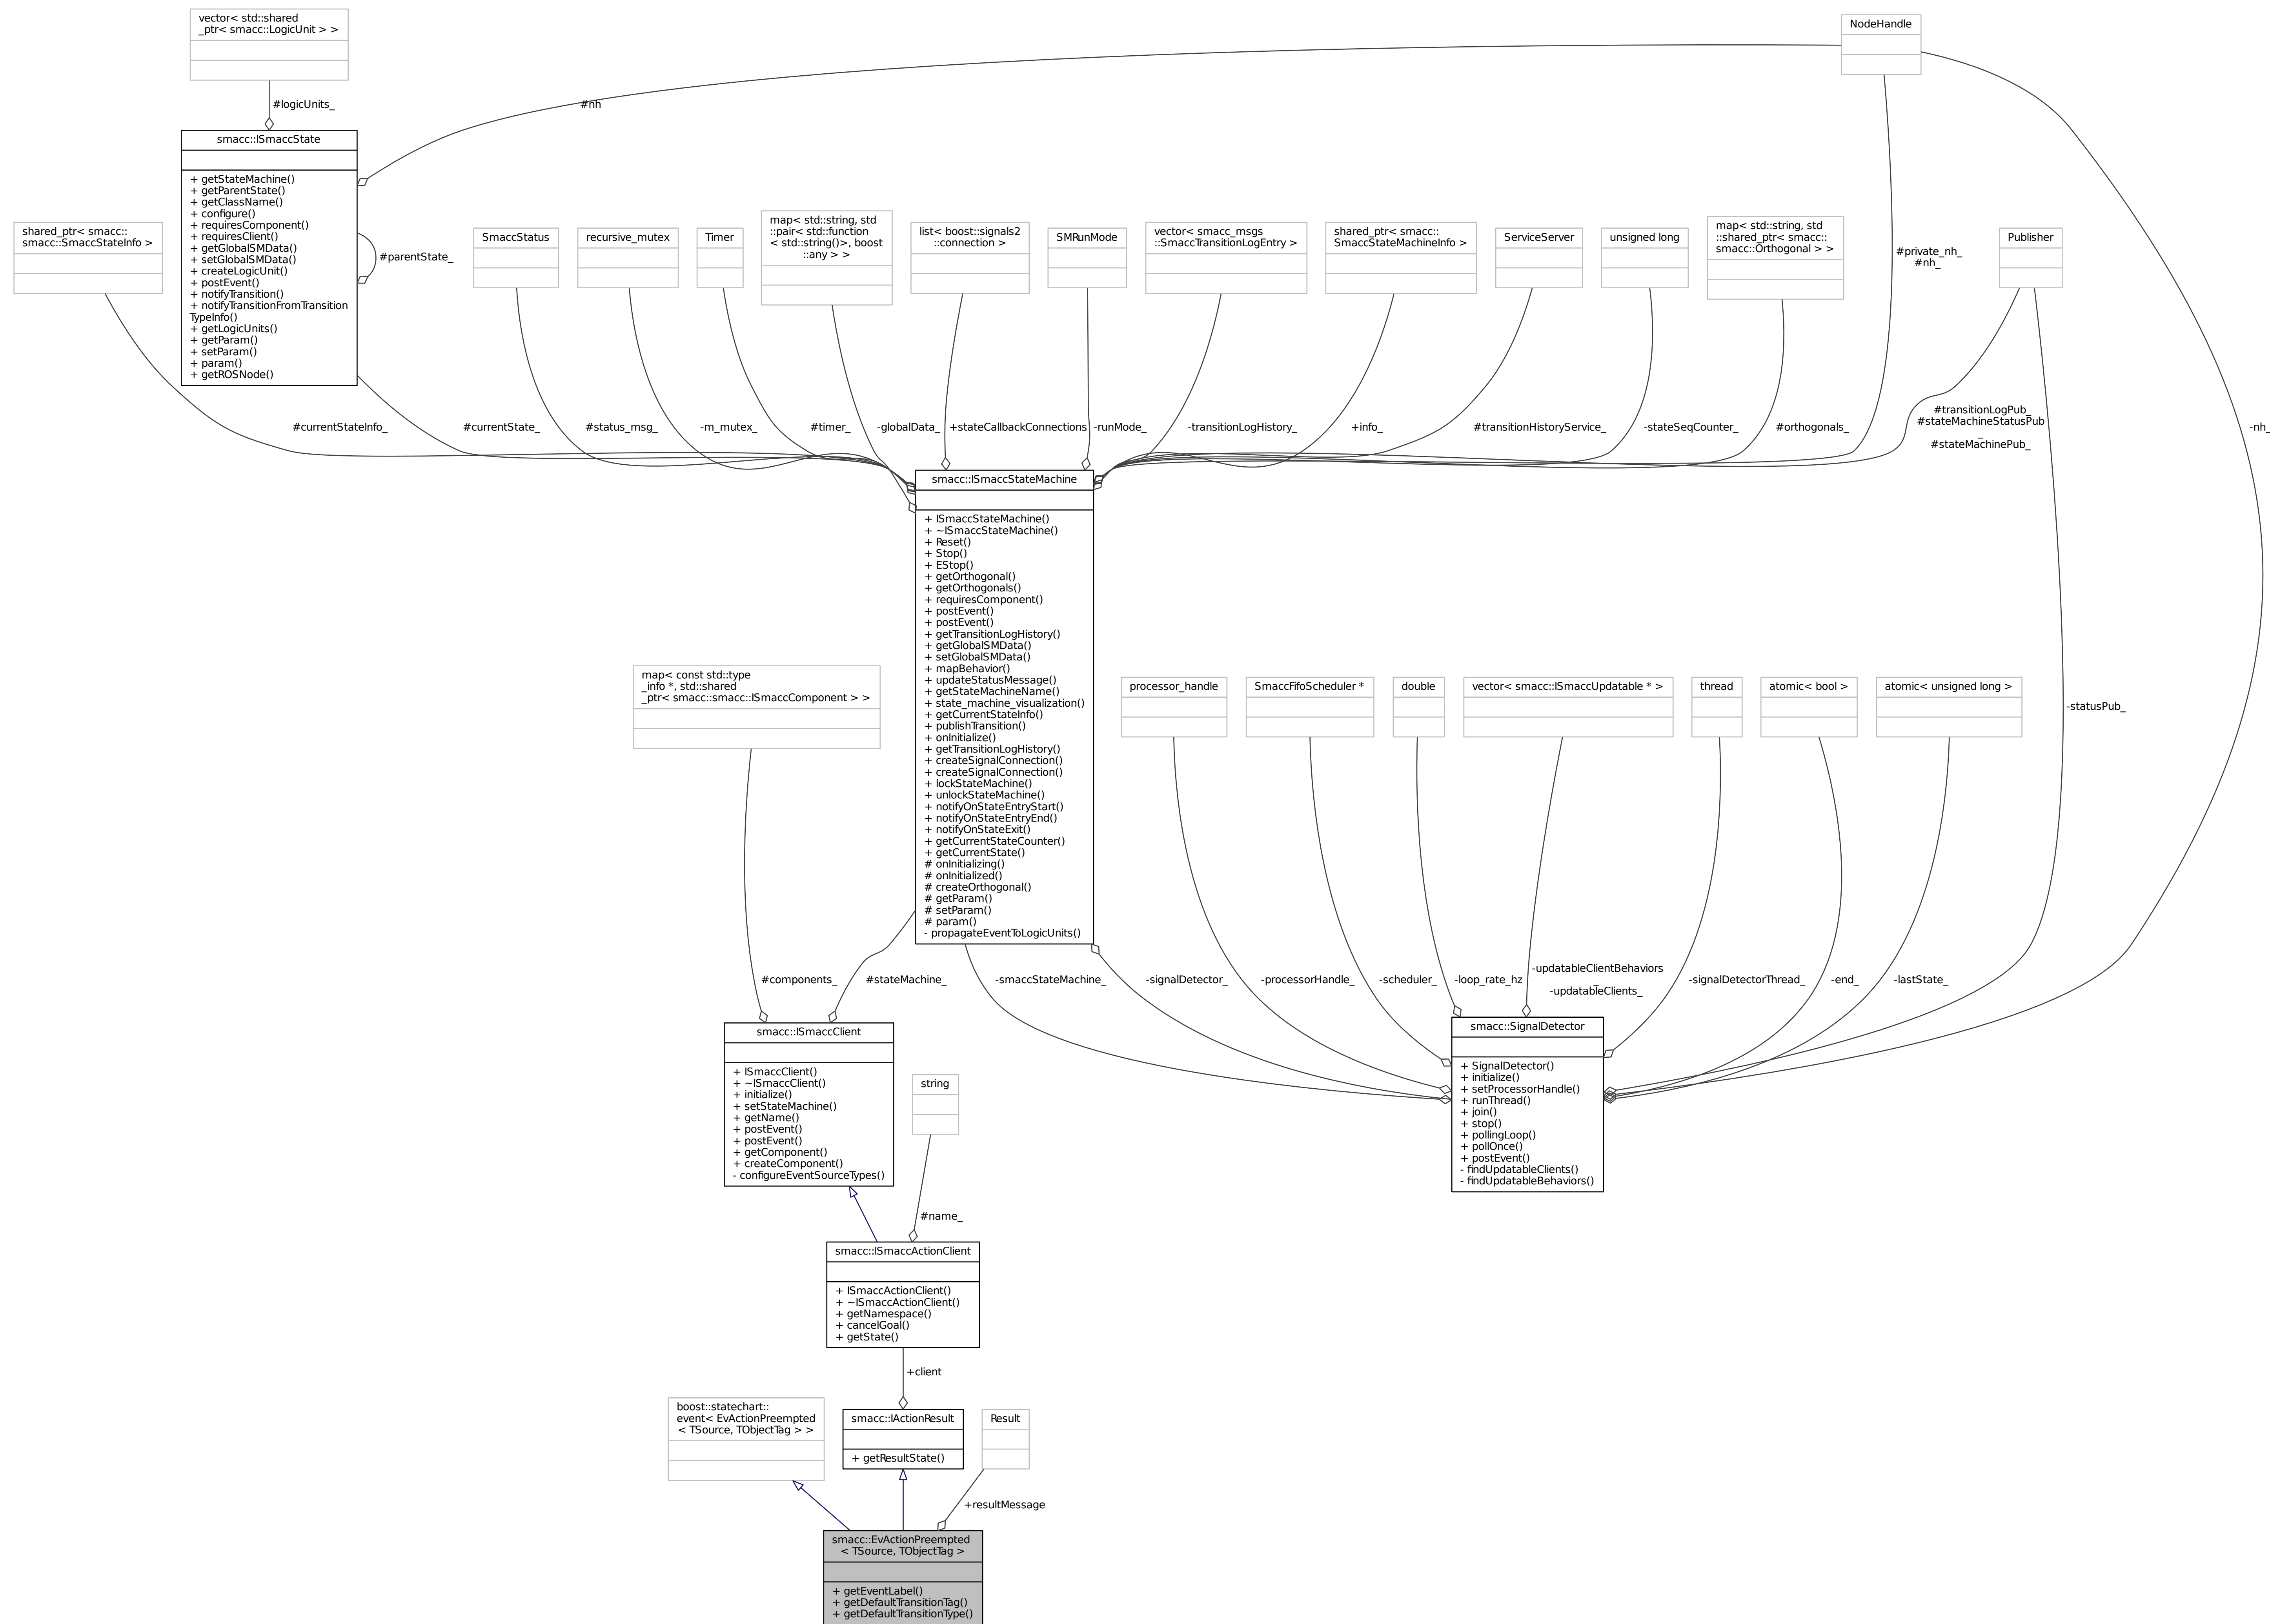 vector< std::shared
_ptr< smacc::LogicUnit > >
NodeHandle
#logicUnits_
#nh
smacc::ISmaccState
+ getStateMachine()
+ getParentState()
+ getClassName()
+ configure()
+ requiresComponent()
+ requiresClient()
+ getGlobalSMData()
+ setGlobalSMData()
+ createLogicUnit()
+ postEvent()
+ notifyTransition()
+ notifyTransitionFromTransition
TypeInfo()
+ getLogicUnits()
+ getParam()
+ setParam()
+ param()
+ getROSNode()
#parentState_
shared_ptr< smacc::
smacc::SmaccStateInfo >
SmaccStatus
recursive_mutex
Timer
map< std::string, std
::pair< std::function
< std::string()>, boost
::any > >
list< boost::signals2
::connection >
SMRunMode
vector< smacc_msgs
::SmaccTransitionLogEntry >
shared_ptr< smacc::
SmaccStateMachineInfo >
ServiceServer
unsigned long
map< std::string, std
::shared_ptr< smacc::
smacc::Orthogonal > >
#private_nh_
#nh_
Publisher
#currentStateInfo_
#currentState_
#status_msg_
-m_mutex_
#timer_
-globalData_
+stateCallbackConnections
-runMode_
-transitionLogHistory_
+info_
#transitionHistoryService_
-stateSeqCounter_
#orthogonals_
#transitionLogPub_
#stateMachineStatusPub
_
#stateMachinePub_
-nh_
smacc::ISmaccStateMachine
+ ISmaccStateMachine()
+ ~ISmaccStateMachine()
+ Reset()
+ Stop()
+ EStop()
+ getOrthogonal()
+ getOrthogonals()
+ requiresComponent()
+ postEvent()
+ postEvent()
+ getTransitionLogHistory()
+ getGlobalSMData()
+ setGlobalSMData()
+ mapBehavior()
+ updateStatusMessage()
+ getStateMachineName()
+ state_machine_visualization()
+ getCurrentStateInfo()
+ publishTransition()
+ onInitialize()
+ getTransitionLogHistory()
+ createSignalConnection()
+ createSignalConnection()
+ lockStateMachine()
+ unlockStateMachine()
+ notifyOnStateEntryStart()
+ notifyOnStateEntryEnd()
+ notifyOnStateExit()
+ getCurrentStateCounter()
+ getCurrentState()
# onInitializing()
# onInitialized()
# createOrthogonal()
# getParam()
# setParam()
# param()
- propagateEventToLogicUnits()
map< const std::type
_info *, std::shared
_ptr< smacc::smacc::ISmaccComponent > >
processor_handle
SmaccFifoScheduler *
double
vector< smacc::ISmaccUpdatable * >
thread
atomic< bool >
atomic< unsigned long >
-statusPub_
#components_
#stateMachine_
-smaccStateMachine_
-signalDetector_
-processorHandle_
-scheduler_
-loop_rate_hz
-updatableClientBehaviors
_
-updatableClients_
-signalDetectorThread_
-end_
-lastState_
smacc::ISmaccClient
+ ISmaccClient()
+ ~ISmaccClient()
+ initialize()
+ setStateMachine()
+ getName()
+ postEvent()
+ postEvent()
+ getComponent()
+ createComponent()
- configureEventSourceTypes()
smacc::SignalDetector
+ SignalDetector()
+ initialize()
+ setProcessorHandle()
+ runThread()
+ join()
+ stop()
+ pollingLoop()
+ pollOnce()
+ postEvent()
- findUpdatableClients()
- findUpdatableBehaviors()
string
#name_
smacc::ISmaccActionClient
+ ISmaccActionClient()
+ ~ISmaccActionClient()
+ getNamespace()
+ cancelGoal()
+ getState()
+client
boost::statechart::
event< EvActionPreempted
< TSource, TObjectTag > >
smacc::IActionResult
+ getResultState()
Result
+resultMessage
smacc::EvActionPreempted
< TSource, TObjectTag >
+ getEventLabel()
+ getDefaultTransitionTag()
+ getDefaultTransitionType()